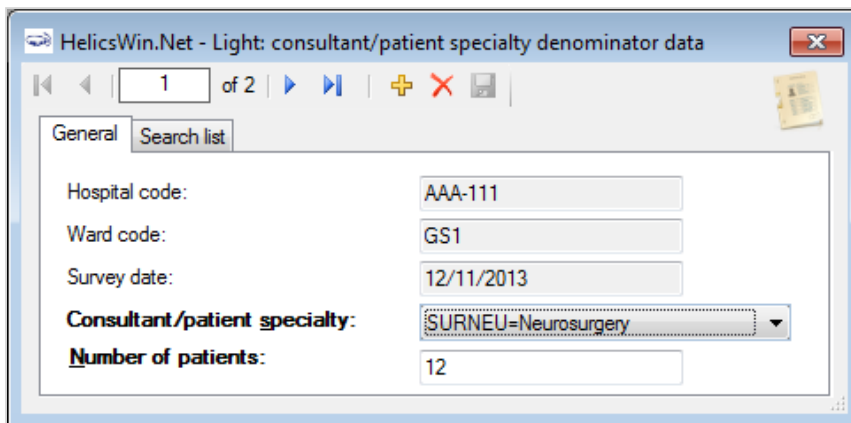 HelicsWin.Net - Light: consultant/patient specialty denominator data
1 of 2
General Search list
Hospital code: AAA-111
Ward code: GS1
Survey date: 12/11/2013
Consultant/patient specialty: SURNEU=Neurosurgery
Number of patients: 12